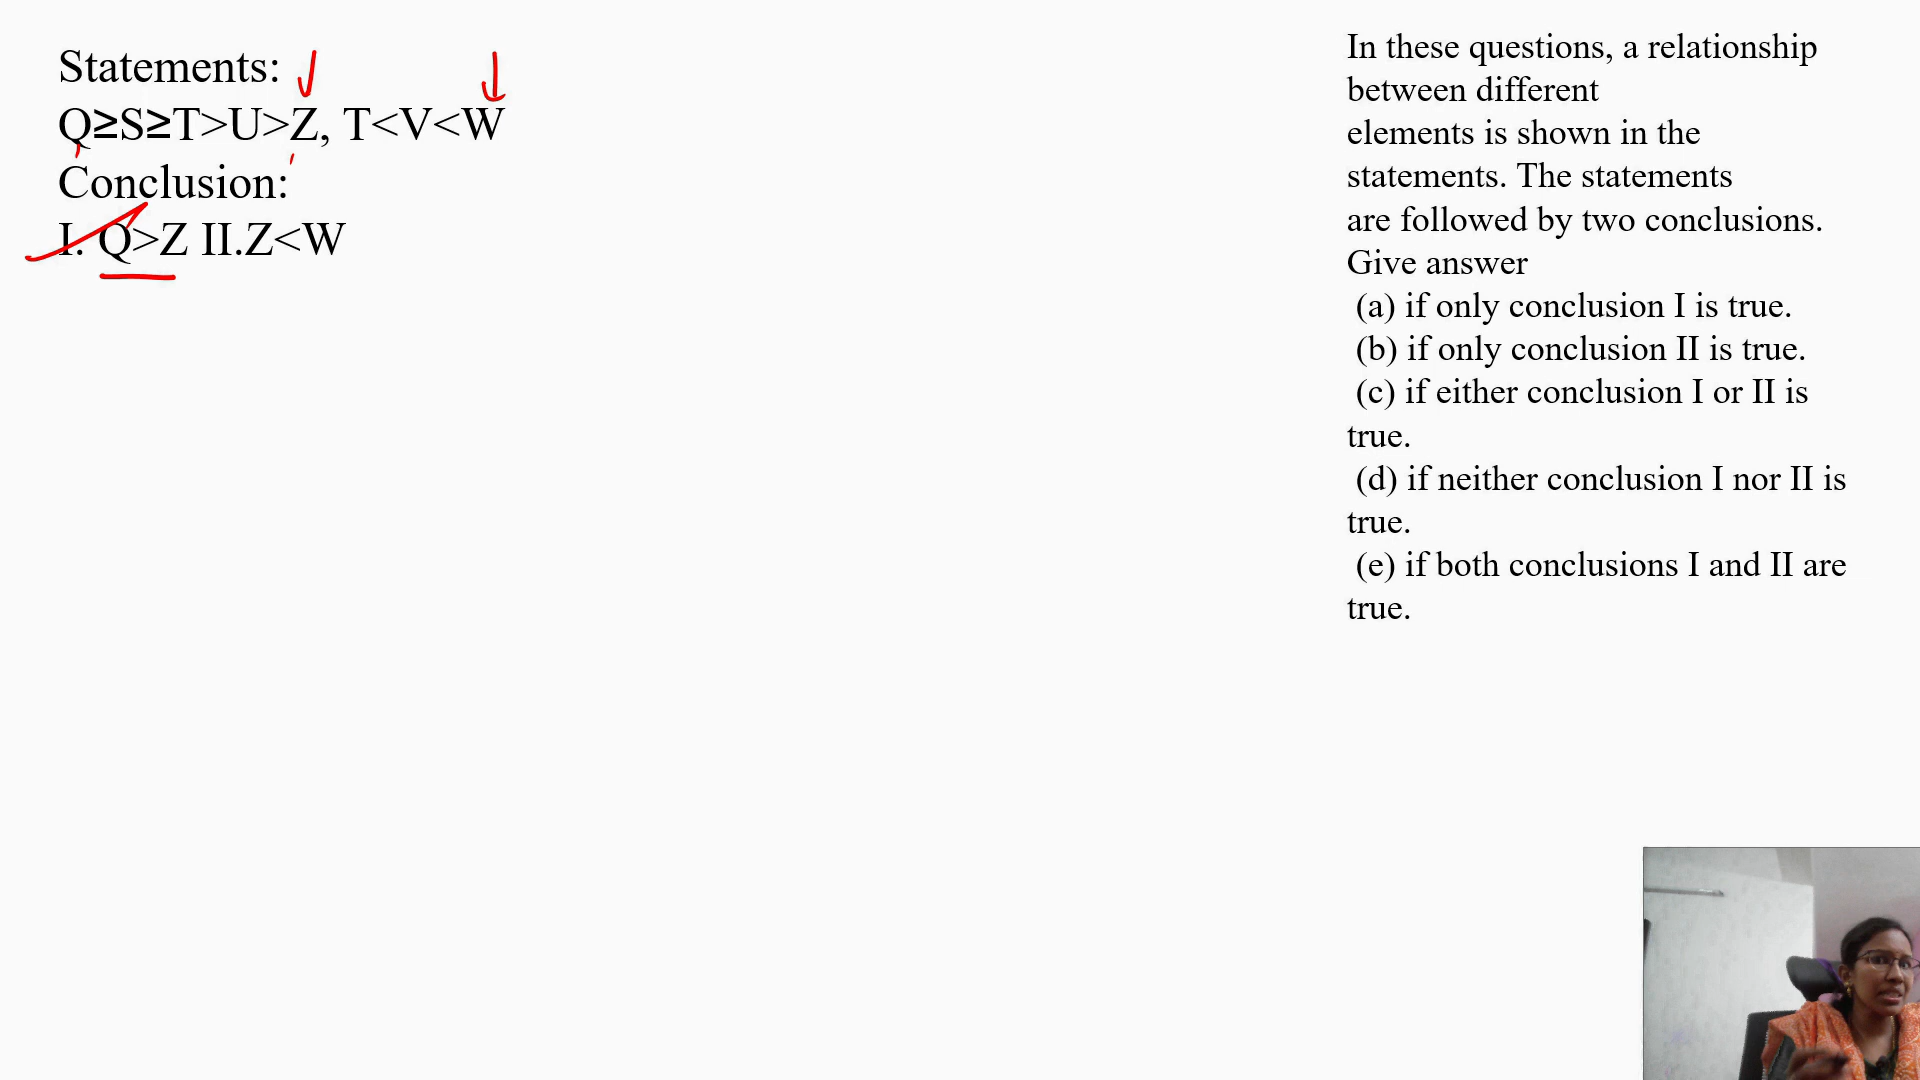 Statements:
Q≥S≥T>U>Z, T<V<W
Conclusion:
I. Q>Z II.Z<W
In these questions, a relationship
between different
elements is shown in the
statements. The statements
are followed by two conclusions.
Give answer
(a) if only conclusion I is true.
(b) if only conclusion II is true.
(c) if either conclusion I or II is
true.
(d) if neither conclusion I nor II is
true.
(e) if both conclusions I and II are
true.